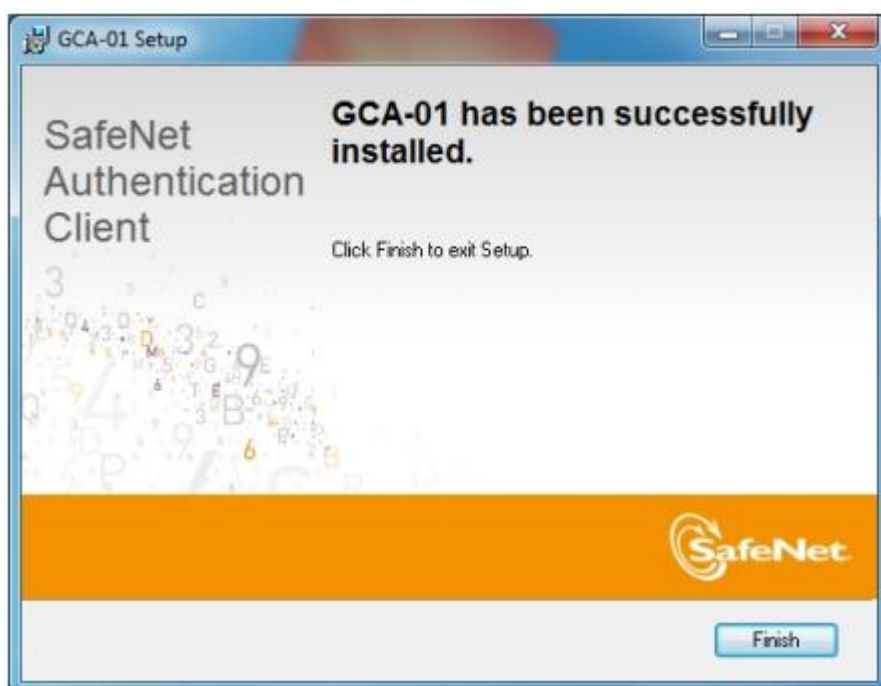 GCA-01 Setup
SafeNet
Authentication
Client
GCA-01 has been successfully
installed.
Click Finish to exit Setup.
SafeNet.
Finish